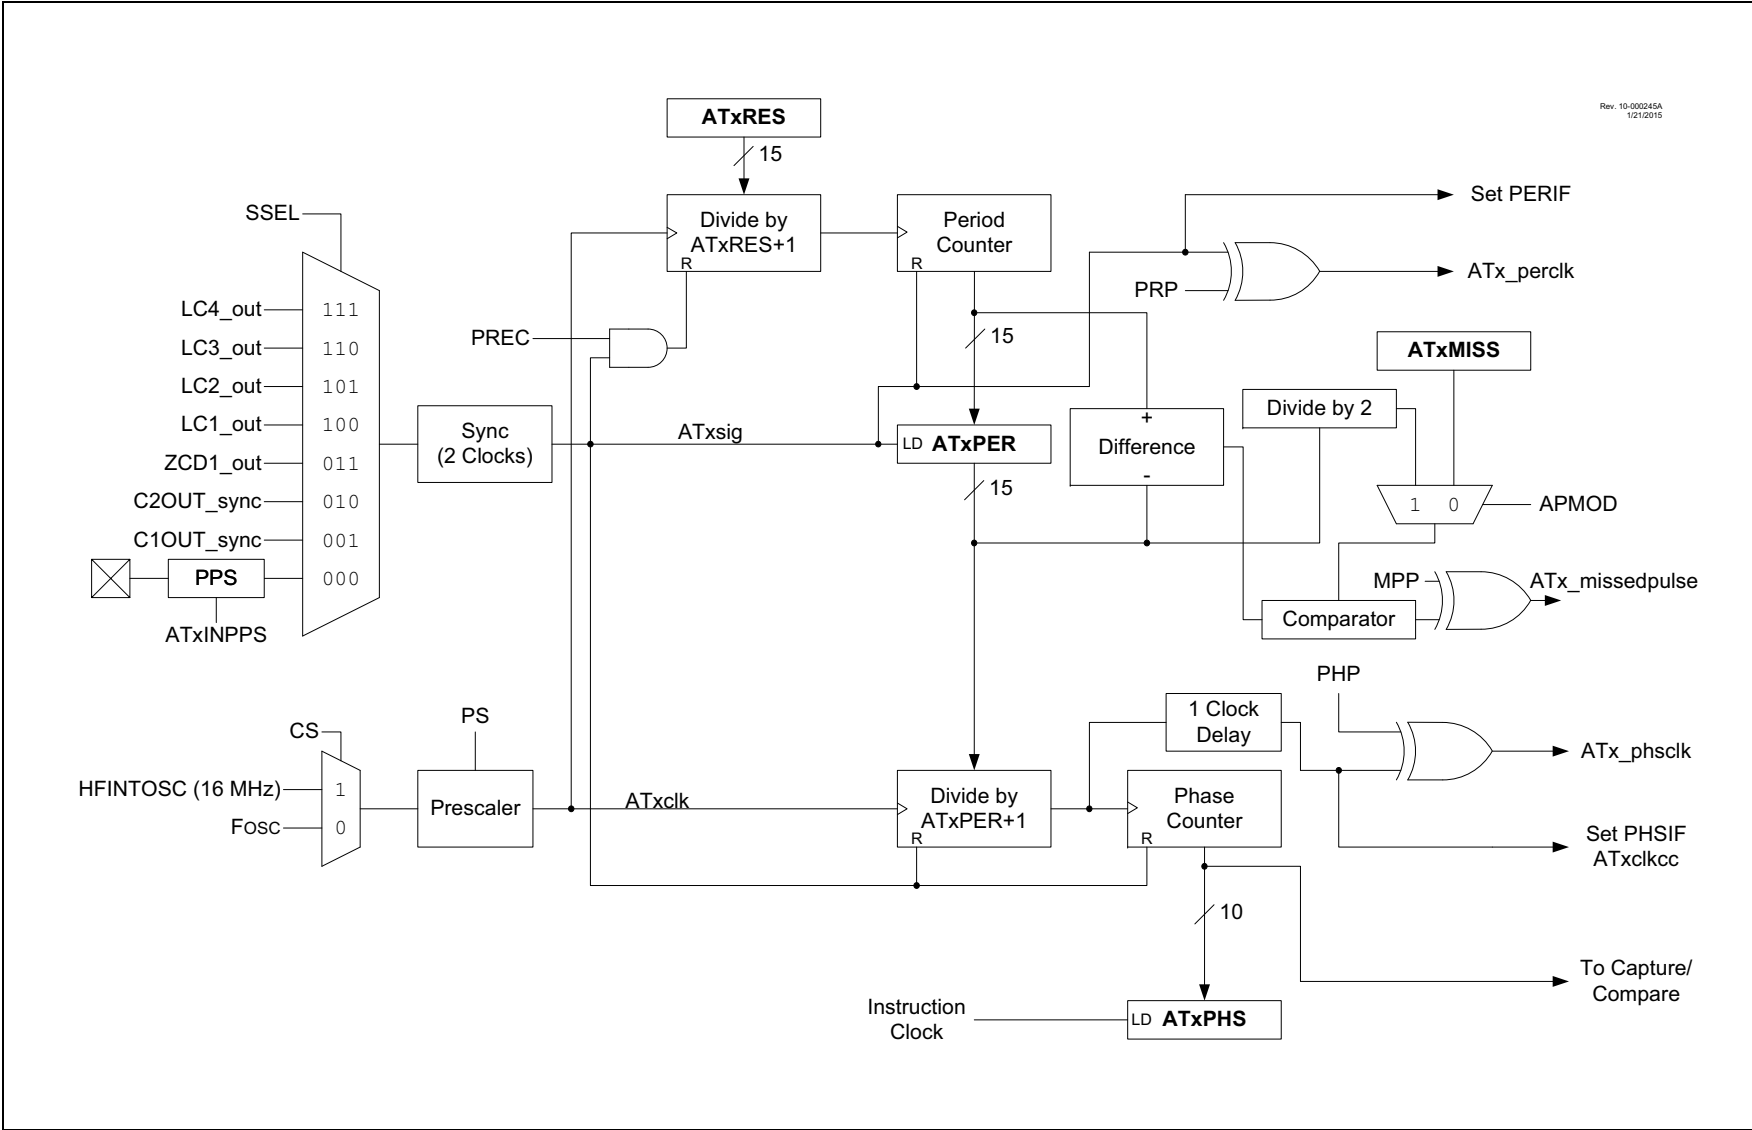 Rev. 10-000245A
1/21/2015
ATxRES
15
SSEL
Divide by
ATxRES+1
R
Period
Counter
R
Set PERIF
ATx_perclk
PRP
LC4_out
111
LC3_out
110
LC2_out
101
LC1_out
100
ZCD1_out
011
C2OUT_sync
010
C1OUT_sync
001
PPS
000
ATxINPPS
PREC
15
Sync
(2 Clocks)
ATxsig
LD ATxPER
15
+
Difference
-
ATxMISS
Divide by 2
1 0
APMOD
MPP
ATx_missedpulse
Comparator
PHP
1 Clock
Delay
ATx_phsclk
CS
PS
HFINTOSC (16 MHz)
1
FOSC
0
Prescaler
ATxclk
Divide by
ATxPER+1
R
Phase
Counter
R
Set PHSIF
ATxclkcc
10
To Capture/
Compare
Instruction
Clock
LD ATxPHS